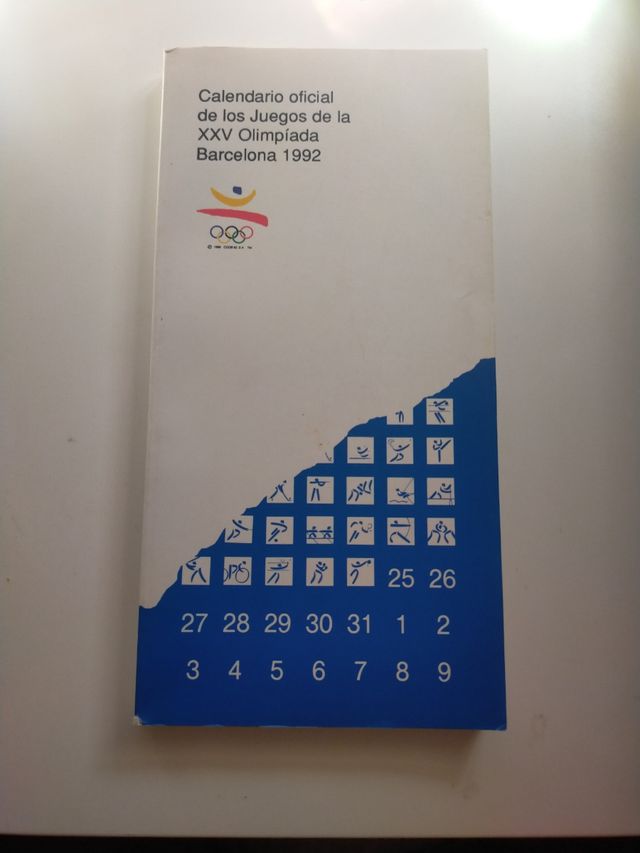 Calendario oficial
de los Juegos de la
XXV Olimpíada
Barcelona 1992
25 26
27 28 29 30 31 1 2
3 4 5 6 7 8 9